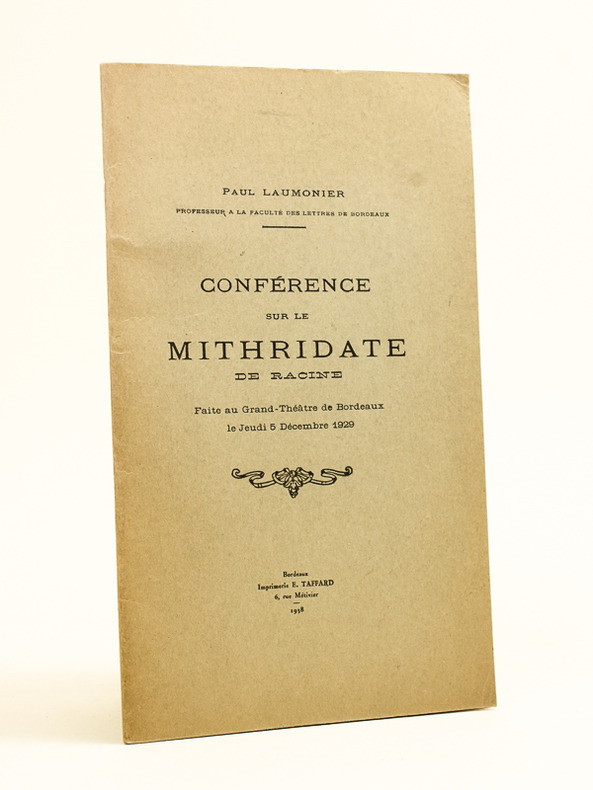 PAUL LAUMONIER
PROFESSEUR A LA FACULTÉ DES LETTRES DE BORDEAUX
CONFÉRENCE
SUR LE
MITHRIDATE
DE RACINE
Faite au Grand-Théâtre de Bordeaux
le Jeudi 5 Décembre 1929
Bordeaux
Imprimerie E. TAFFARD
6, rue Métivier
1938